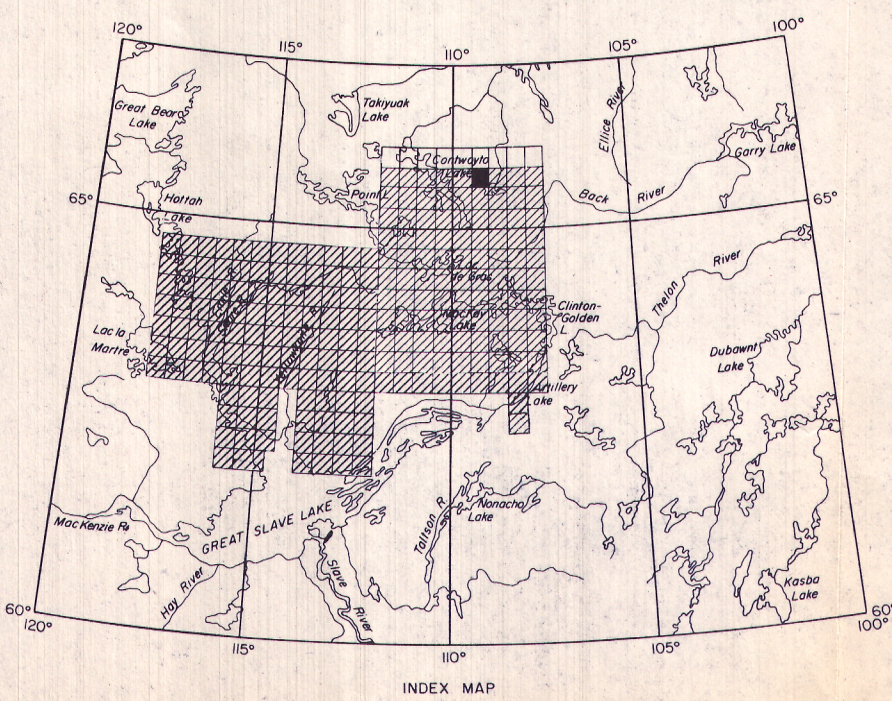 120°
115°
110°
105°
100°
Great Bear
Lake
Takiyuak
Lake
Ellice River
Garry Lake
Contwoyto
Lake
65°
Hottah
Lake
Point L.
Back River
65°
River
Thelon
de Gras
MacKay
Lake
Clinton-
Golden
L.
Lac la
Martre
Dubawnt
Lake
Artillery
Lake
Nonacho
Lake
Taltson R.
MacKenzie R.
GREAT SLAVE LAKE
Hay River
Slave River
Kasba
Lake
60°
120°
115°
110°
105°
60°
100°
INDEX MAP